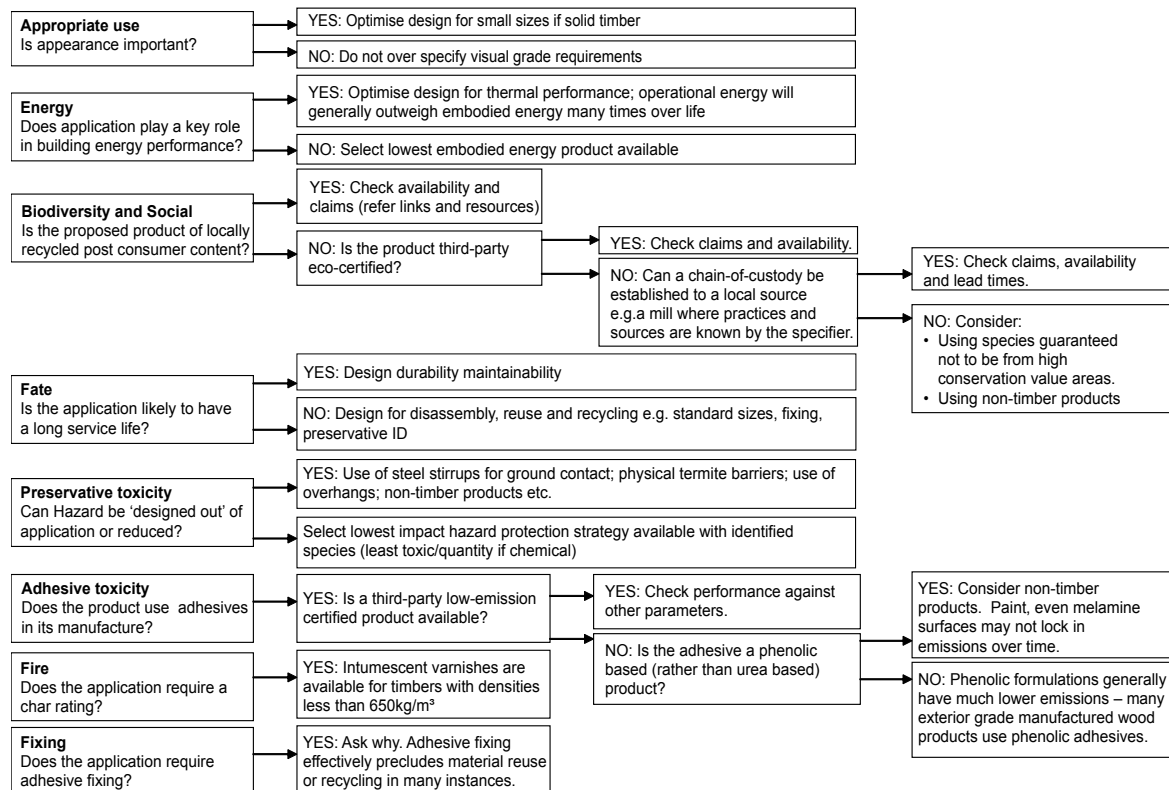 Appropriate use
Is appearance important?
YES: Optimise design for small sizes if solid timber
NO: Do not over specify visual grade requirements
Energy
Does application play a key role
in building energy performance?
YES: Optimise design for thermal performance; operational energy will
generally outweigh embodied energy many times over life
NO: Select lowest embodied energy product available
Biodiversity and Social
Is the proposed product of locally
recycled post consumer content?
YES: Check availability and
claims (refer links and resources)
NO: Is the product third-party
eco-certified?
YES: Check claims and availability.
NO: Can a chain-of-custody be
established to a local source
e.g.a mill where practices and
sources are known by the specifier.
YES: Check claims, availability
and lead times.
NO: Consider:
• Using species guaranteed
not to be from high
conservation value areas.
• Using non-timber products
Fate
Is the application likely to have
a long service life?
YES: Design durability maintainability
NO: Design for disassembly, reuse and recycling e.g. standard sizes, fixing,
preservative ID
Preservative toxicity
Can Hazard be ‘designed out’ of
application or reduced?
YES: Use of steel stirrups for ground contact; physical termite barriers; use of
overhangs; non-timber products etc.
Select lowest impact hazard protection strategy available with identified
species (least toxic/quantity if chemical)
Adhesive toxicity
Does the product use adhesives
in its manufacture?
YES: Is a third-party low-emission
certified product available?
YES: Check performance against
other parameters.
NO: Is the adhesive a phenolic
based (rather than urea based)
product?
YES: Consider non-timber
products. Paint, even melamine
surfaces may not lock in
emissions over time.
NO: Phenolic formulations generally
have much lower emissions – many
exterior grade manufactured wood
products use phenolic adhesives.
Fire
Does the application require a
char rating?
YES: Intumescent varnishes are
available for timbers with densities
less than 650kg/m³
Fixing
Does the application require
adhesive fixing?
YES: Ask why. Adhesive fixing
effectively precludes material reuse
or recycling in many instances.